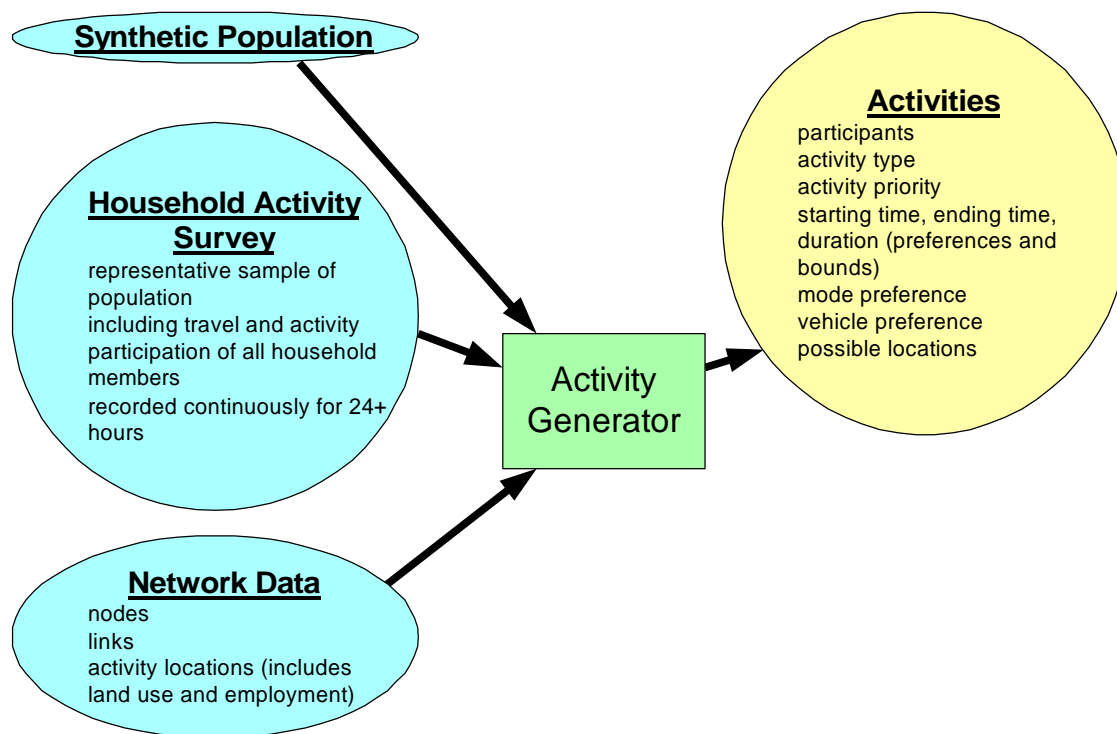 Synthetic Population
Household Activity
Survey
representative sample of
population
including travel and activity
participation of all household
members
recorded continuously for 24+
hours
Network Data
nodes
links
activity locations (includes
land use and employment)
Activity
Generator
Activities
participants
activity type
activity priority
starting time, ending time,
duration (preferences and
bounds)
mode preference
vehicle preference
possible locations